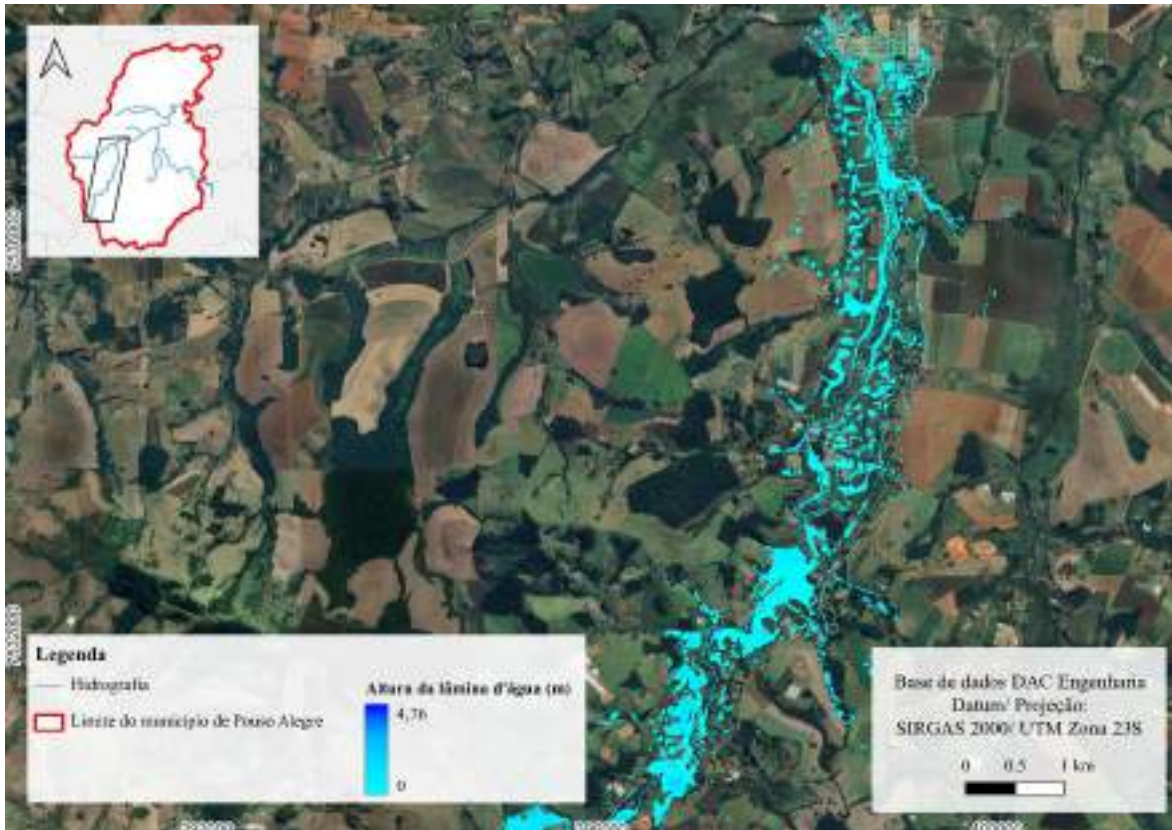 Legenda
Hidrografia
Limite do município de Pouso Alegre
Altura da lâmina d'água (m)
4,76
0
Base de dados DAC Engenharia
Datum/ Projeção:
SIRGAS 2000/ UTM Zona 23S
0 0.5 1 km